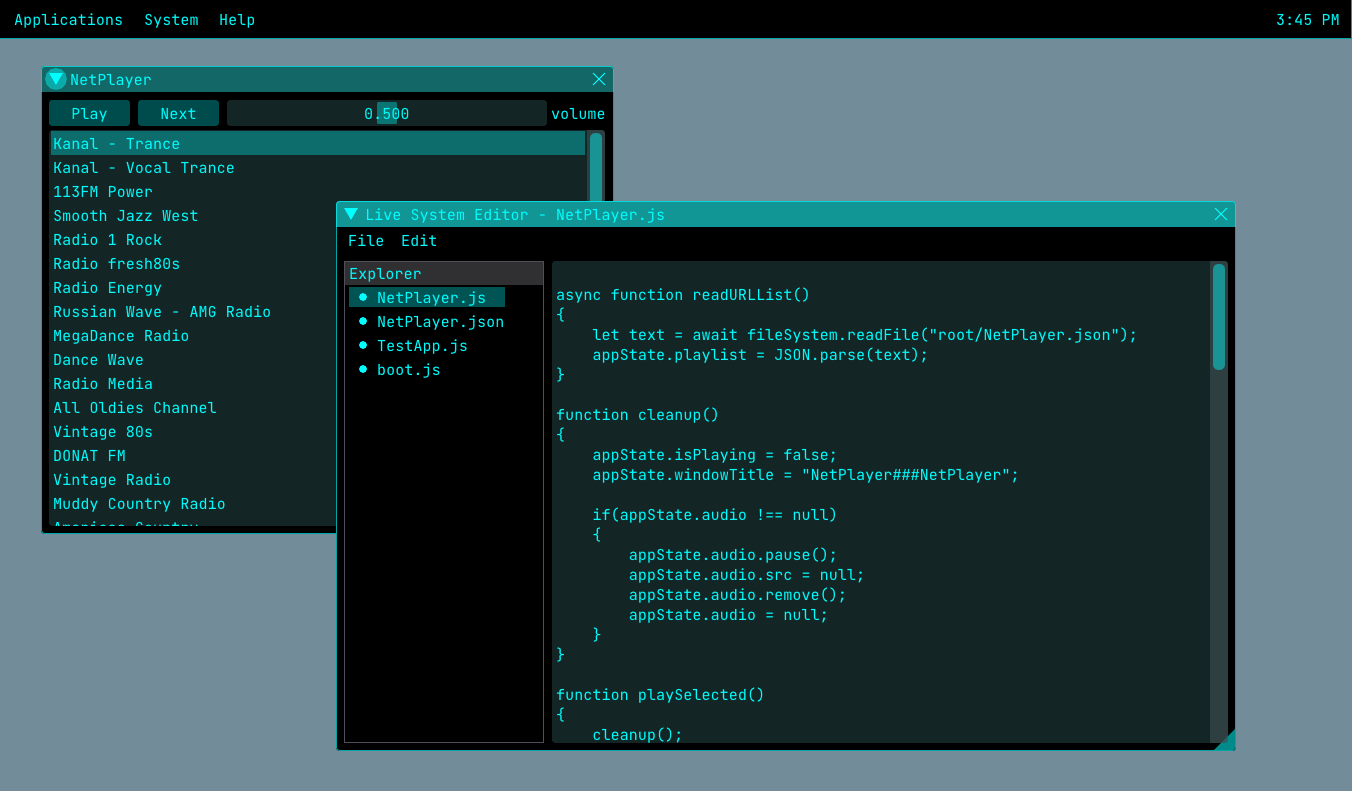 Applications System Help 3:45 PM
NetPlayer
Play Next 0.500 volume
Kanal - Trance
Kanal - Vocal Trance
113FM Power
Smooth Jazz West
Radio 1 Rock
Radio fresh80s
Radio Energy
Russian Wave - AMG Radio
MegaDance Radio
Dance Wave
Radio Media
All Oldies Channel
Vintage 80s
DONAT FM
Vintage Radio
Muddy Country Radio
Live System Editor - NetPlayer.js
File Edit
Explorer
NetPlayer.js
NetPlayer.json
TestApp.js
boot.js
async function readURLList()
{
    let text = await fileSystem.readFile("root/NetPlayer.json");
    appState.playlist = JSON.parse(text);
}
function cleanup()
{
    appState.isPlaying = false;
    appState.windowTitle = "NetPlayer###NetPlayer";
    if(appState.audio !== null)
    {
        appState.audio.pause();
        appState.audio.src = null;
        appState.audio.remove();
        appState.audio = null;
    }
}
function playSelected()
{
    cleanup();